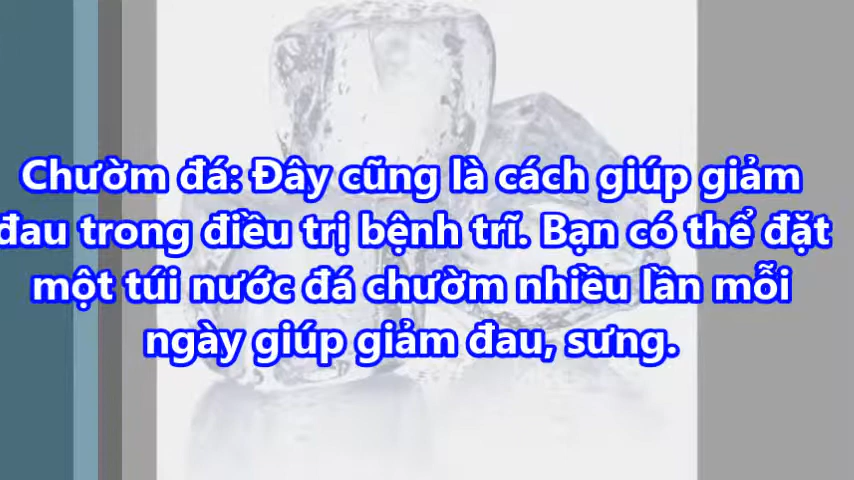 Chườm đá: Đây cũng là cách giúp giảm
đau trong điều trị bệnh trĩ. Bạn có thể đặt
một túi nước đá chườm nhiều lần mỗi
ngày giúp giảm đau, sưng.